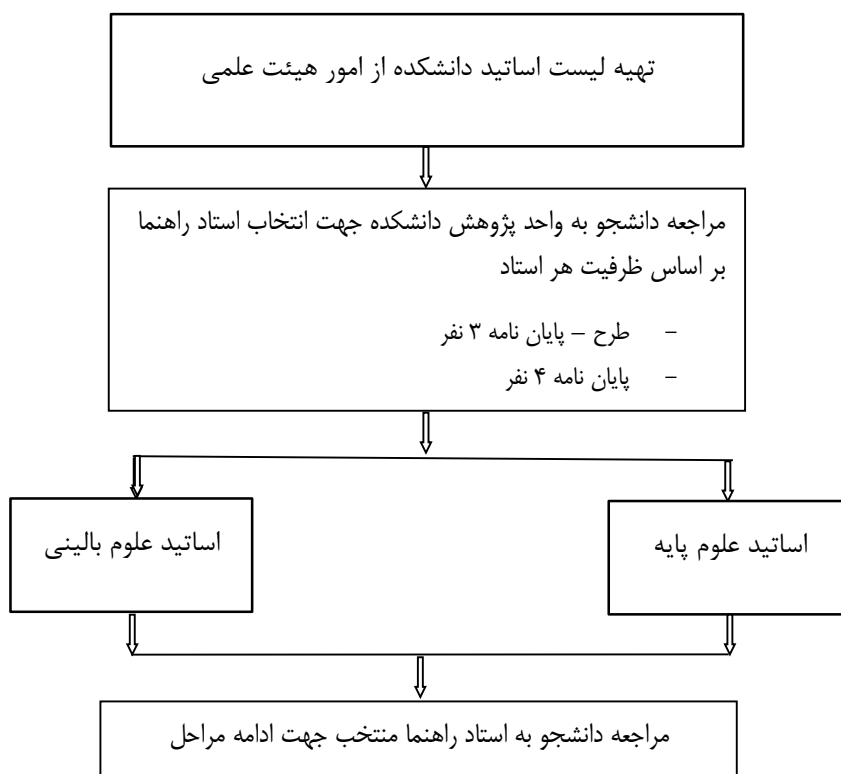 تهیه لیست اساتید دانشکده از امور هیئت علمی
مراجعه دانشجو به واحد پژوهش دانشکده جهت انتخاب استاد راهنما
بر اساس ظرفیت هر استاد
- طرح – پایان نامه ۳ نفر
- پایان نامه ۴ نفر
اساتید علوم پایه
اساتید علوم بالینی
مراجعه دانشجو به استاد راهنما منتخب جهت ادامه مراحل